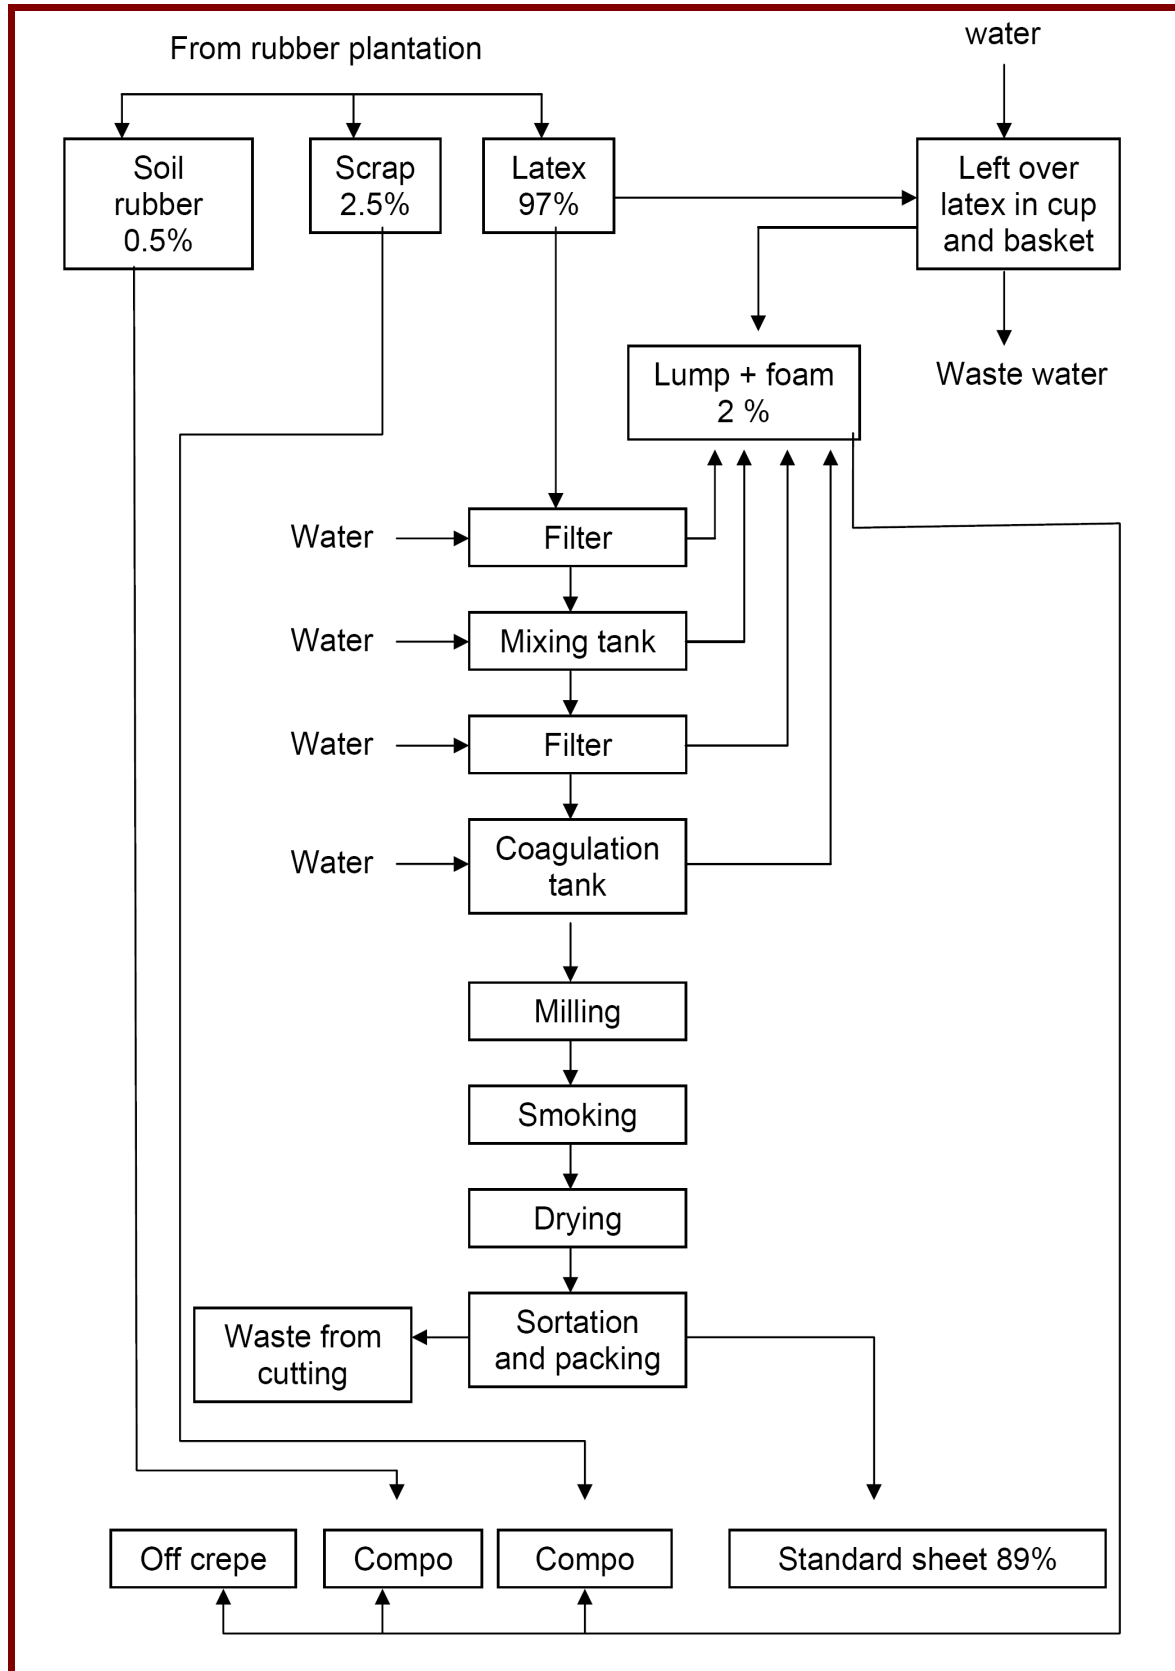 From rubber plantation
water
Soil
rubber
0.5%
Scrap
2.5%
Latex
97%
Left over
latex in cup
and basket
Lump + foam
2 %
Waste water
Water
Filter
Water
Mixing tank
Water
Filter
Water
Coagulation
tank
Milling
Smoking
Drying
Sortation
and packing
Waste from
cutting
Off crepe
Compo
Compo
Standard sheet 89%